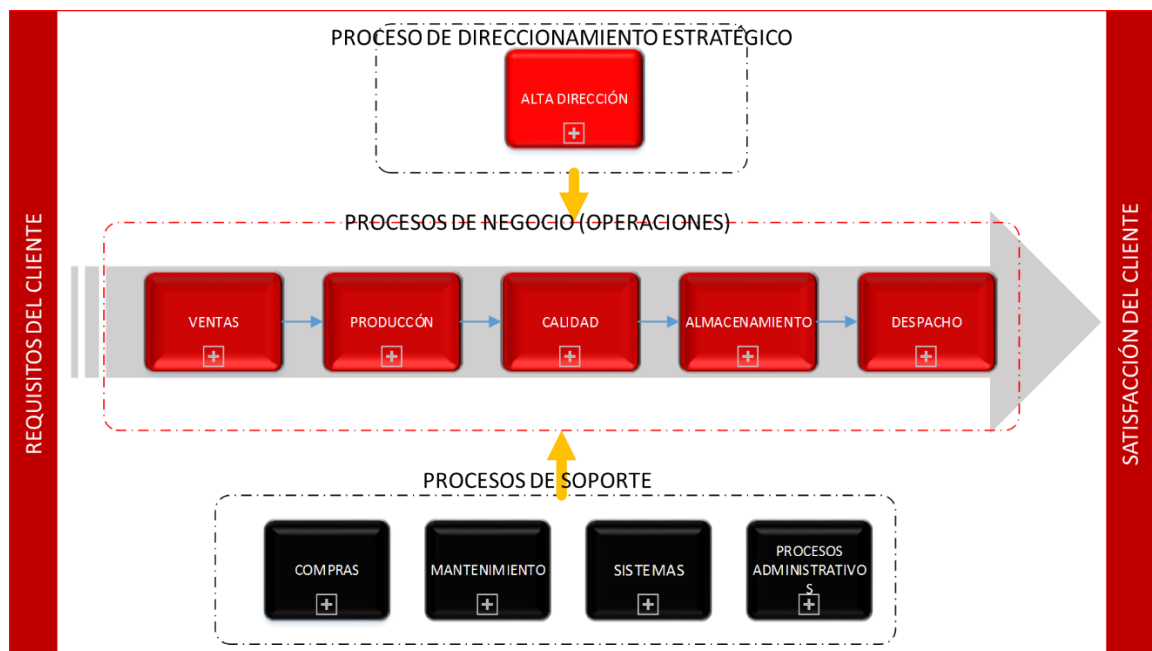 PROCESO DE DIRECCIONAMIENTO ESTRATÉGICO
ALTA DIRECCIÓN
REQUISITOS DEL CLIENTE
PROCESOS DE NEGOCIO (OPERACIONES)
VENTAS
PRODUCCÓN
CALIDAD
ALMACENAMIENTO
DESPACHO
SATISFACCIÓN DEL CLIENTE
PROCESOS DE SOPORTE
COMPRAS
MANTENIMIENTO
SISTEMAS
PROCESOS
ADMINISTRATIVO
S